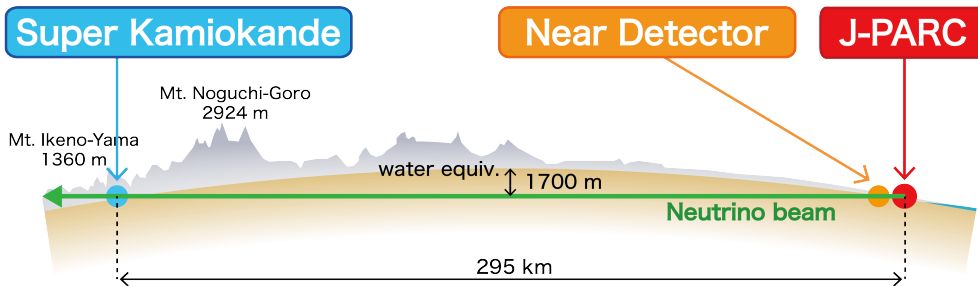 Super Kamiokande
Near Detector
J-PARC
Mt. Noguchi-Goro
2924 m
Mt. Ikeno-Yama
1360 m
water equiv.
1700 m
Neutrino beam
295 km